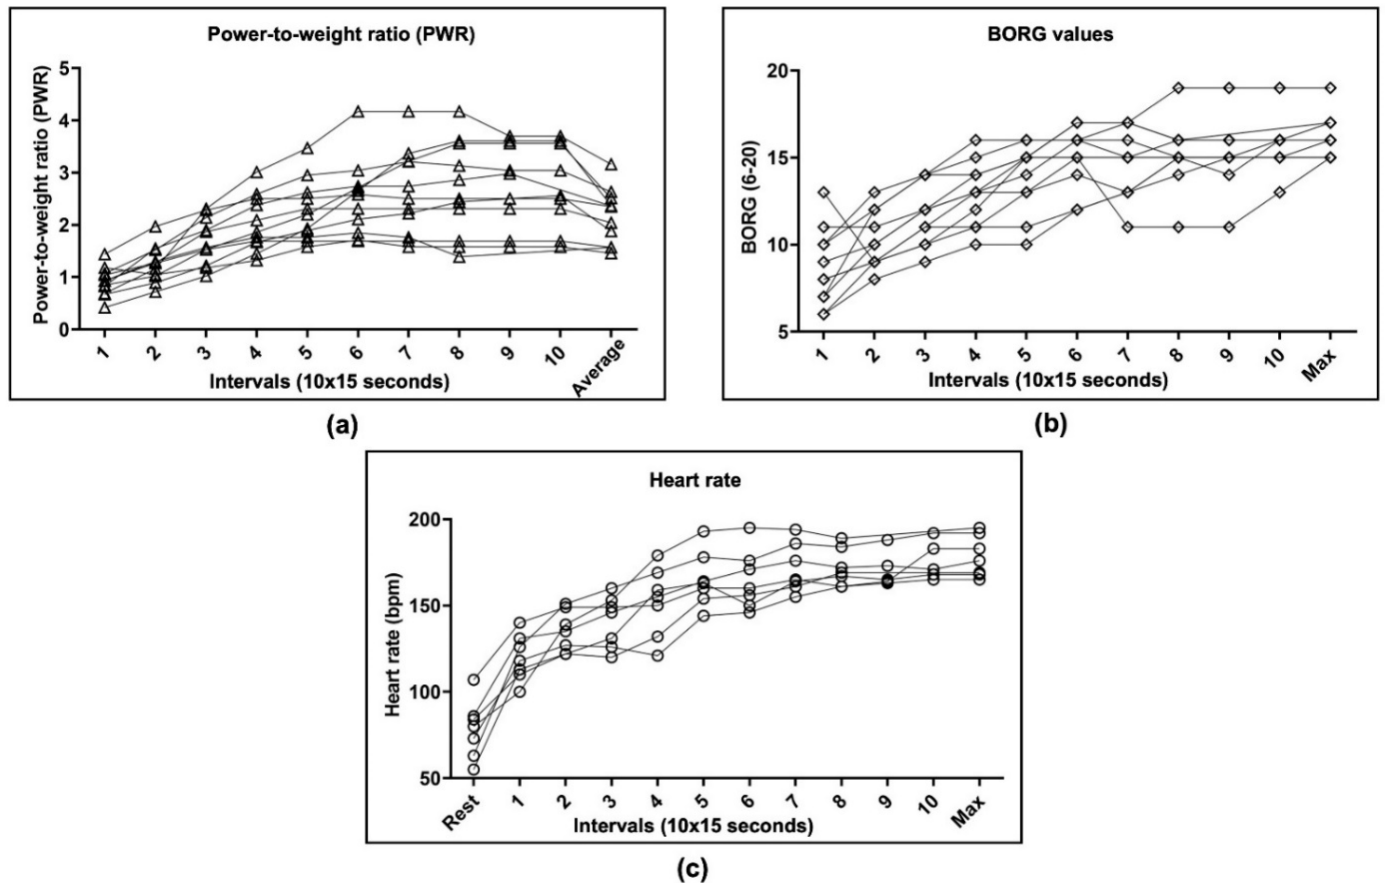 Power-to-weight ratio (PWR)
Power-to-weight ratio (PWR)
5
4
3
2
1
0
1 2 3 4 5 6 7 8 9 10 Average
Intervals (10x15 seconds)
(a)
BORG values
BORG (6-20)
20
15
10
5
1 2 3 4 5 6 7 8 9 10 Max
Intervals (10x15 seconds)
(b)
Heart rate
Heart rate (bpm)
200
150
100
50
Rest 1 2 3 4 5 6 7 8 9 10 Max
Intervals (10x15 seconds)
(c)